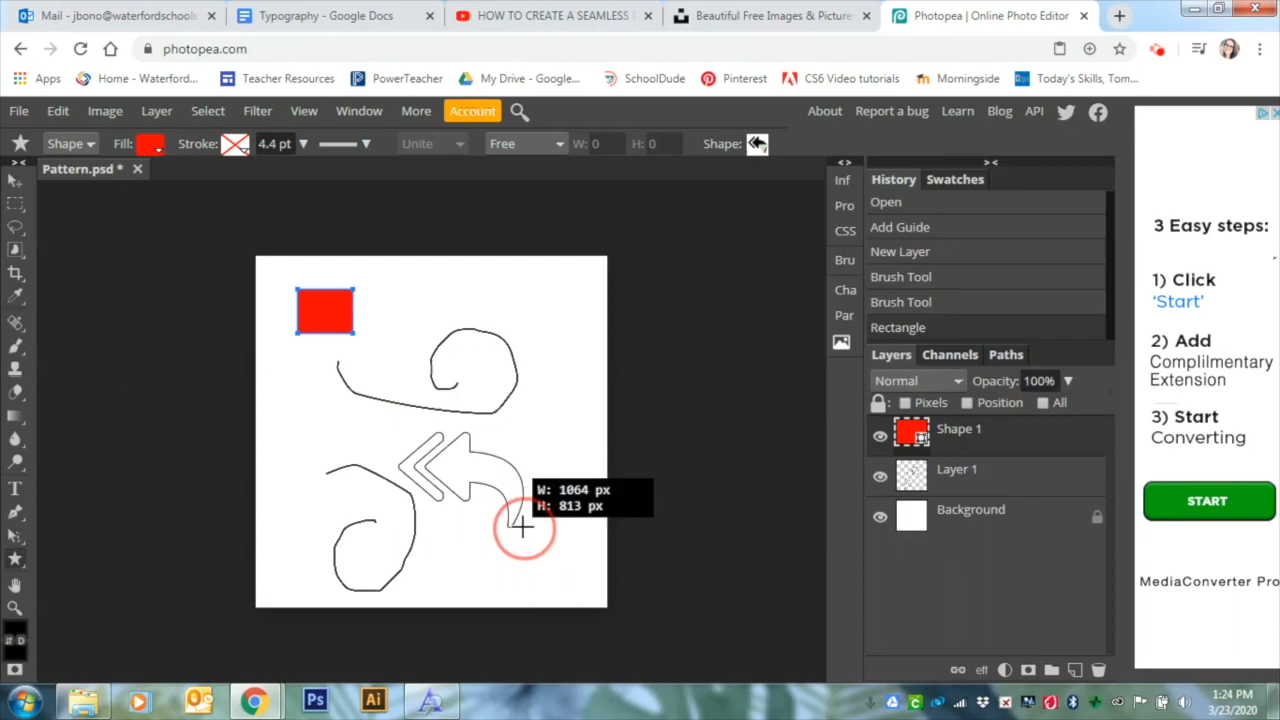 Mail - jbono@waterfordschools
Typography - Google Docs
HOW TO CREATE A SEAMLESS
Beautiful Free Images & Picture
Photopea | Online Photo Editor
photopea.com
Apps
Home - Waterford...
Teacher Resources
PowerTeacher
My Drive - Google...
SchoolDude
Pinterest
CS6 Video tutorials
Morningside
Today's Skills, Tom...
File
Edit
Image
Layer
Select
Filter
View
Window
More
Account
About
Report a bug
Learn
Blog
API
Shape
Fill:
Stroke:
4.4 pt
Unite
Free
W: 0
H: 0
Shape:
Pattern.psd *
Inf
Pro
CSS
Bru
Cha
Par
History
Swatches
Open
Add Guide
New Layer
Brush Tool
Brush Tool
Rectangle
Layers
Channels
Paths
Normal
Opacity: 100%
Pixels
Position
All
Shape 1
Layer 1
Background
eff
W: 1064 px
H: 813 px
D
3 Easy steps:
1) Click
‘Start’
2) Add
Complilmentary
Extension
3) Start
Converting
START
MediaConverter Pro
Ps
Ai
1:24 PM
3/23/2020